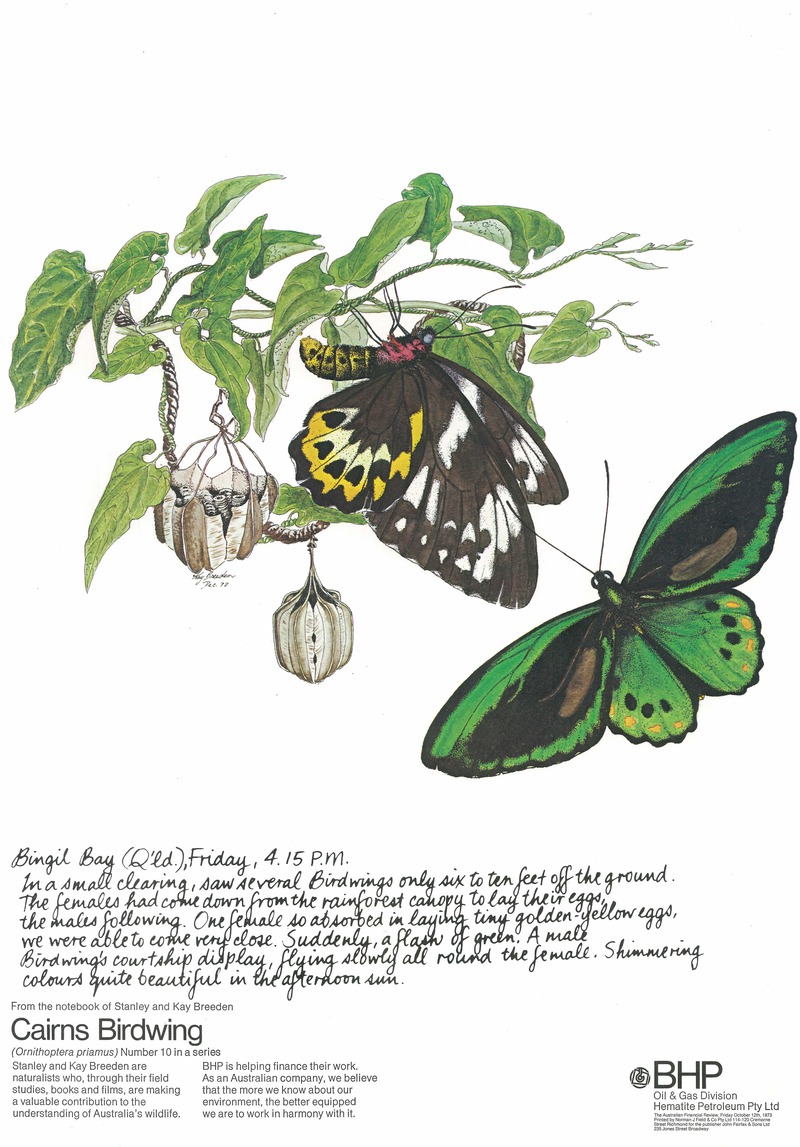 Kay Breeden
Dec. 72
Bingil Bay (Q'ld.), Friday, 4.15 P.M.
In a small clearing, saw several Birdwings only six to ten feet off the ground.
The females had come down from the rainforest canopy to lay their eggs,
the males following. One female so absorbed in laying tiny golden-yellow eggs,
we were able to come very close. Suddenly, a flash of green. A male
Birdwing's courtship display, flying slowly all round the female. Shimmering
colours quite beautiful in the afternoon sun.
From the notebook of Stanley and Kay Breeden
Cairns Birdwing
(Ornithoptera priamus) Number 10 in a series
Stanley and Kay Breeden are
naturalists who, through their field
studies, books and films, are making
a valuable contribution to the
understanding of Australia's wildlife.
BHP is helping finance their work.
As an Australian company, we believe
that the more we know about our
environment, the better equipped
we are to work in harmony with it.
BHP
Oil & Gas Division
Hematite Petroleum Pty Ltd
The Australian Financial Review, Friday October 12th, 1973
Printed by Norman J Field & Co Pty Ltd 114-120 Cremorne
Street Richmond for the publisher John Fairfax & Sons Ltd
235 Jones Street Broadway